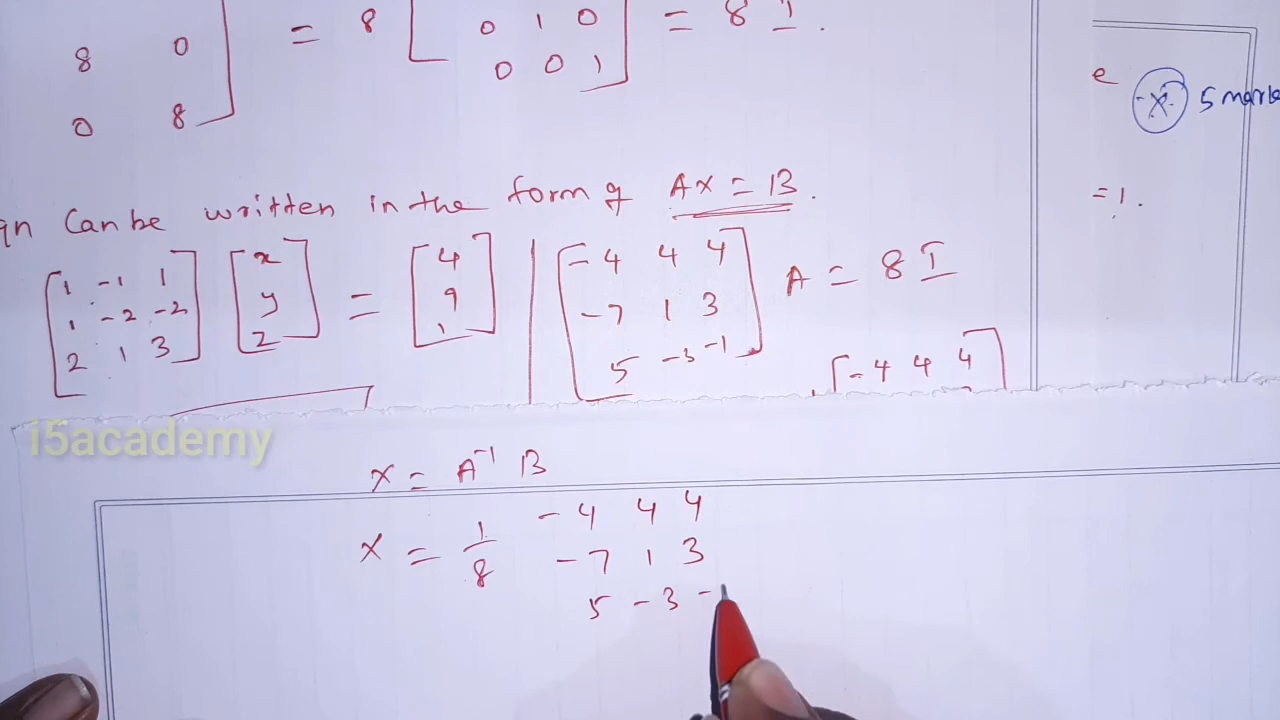 8 0 ] = 8 [ 0 1 0 ] = 8 I.
0 8 0 0 1
e -x- 5 marks
= 1.
qn Can be written in the form of AX = B.
[ 1 -1 1 ] [ x ] = [ 4 ] | [ -4 4 4 ] A = 8 I
1 -2 -2 y 9 -7 1 3
2 1 3 z 1 5 -3 -1
[ -4 4 4 ]
i5academy
X = A⁻¹ B
X = 1/8 -4 4 4
-7 1 3
5 -3 -